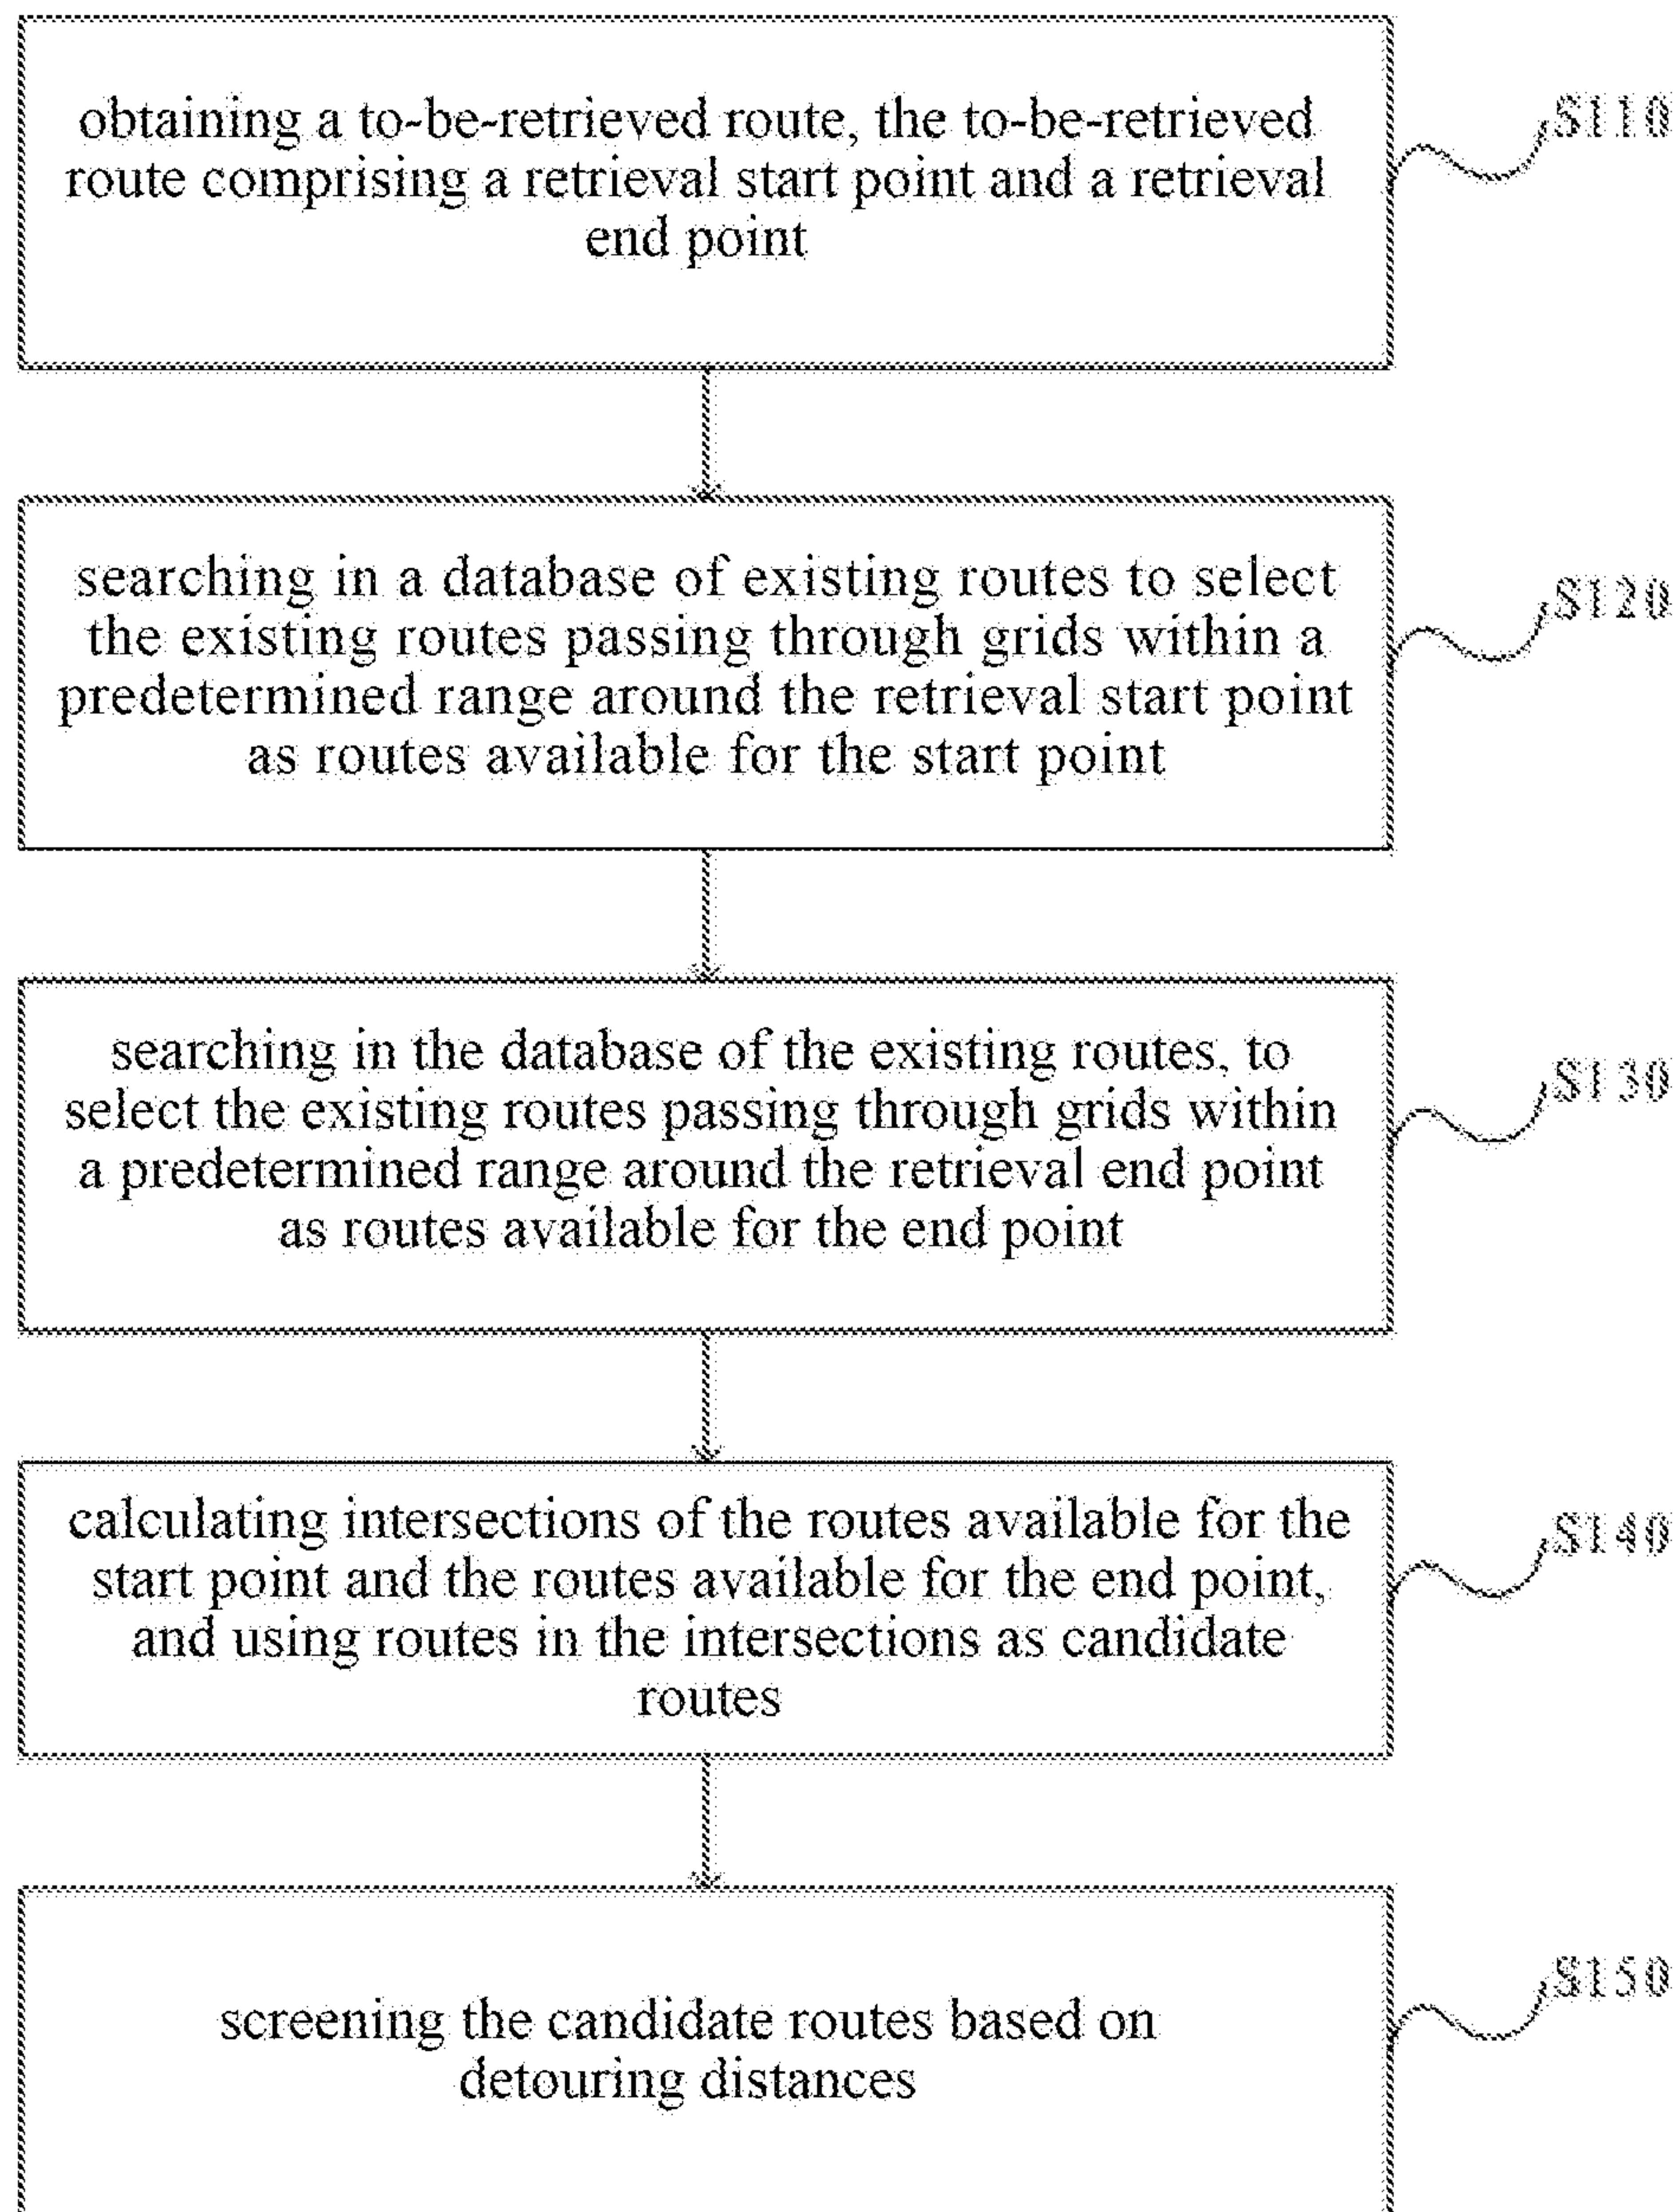 obtaining a to-be-retrieved route, the to-be-retrieved
route comprising a retrieval start point and a retrieval
end point
S110
searching in a database of existing routes to select
the existing routes passing through grids within a
predetermined range around the retrieval start point
as routes available for the start point
S120
searching in the database of the existing routes, to
select the existing routes passing through grids within
a predetermined range around the retrieval end point
as routes available for the end point
S130
calculating intersections of the routes available for the
start point and the routes available for the end point,
and using routes in the intersections as candidate
routes
S140
screening the candidate routes based on
detouring distances
S150